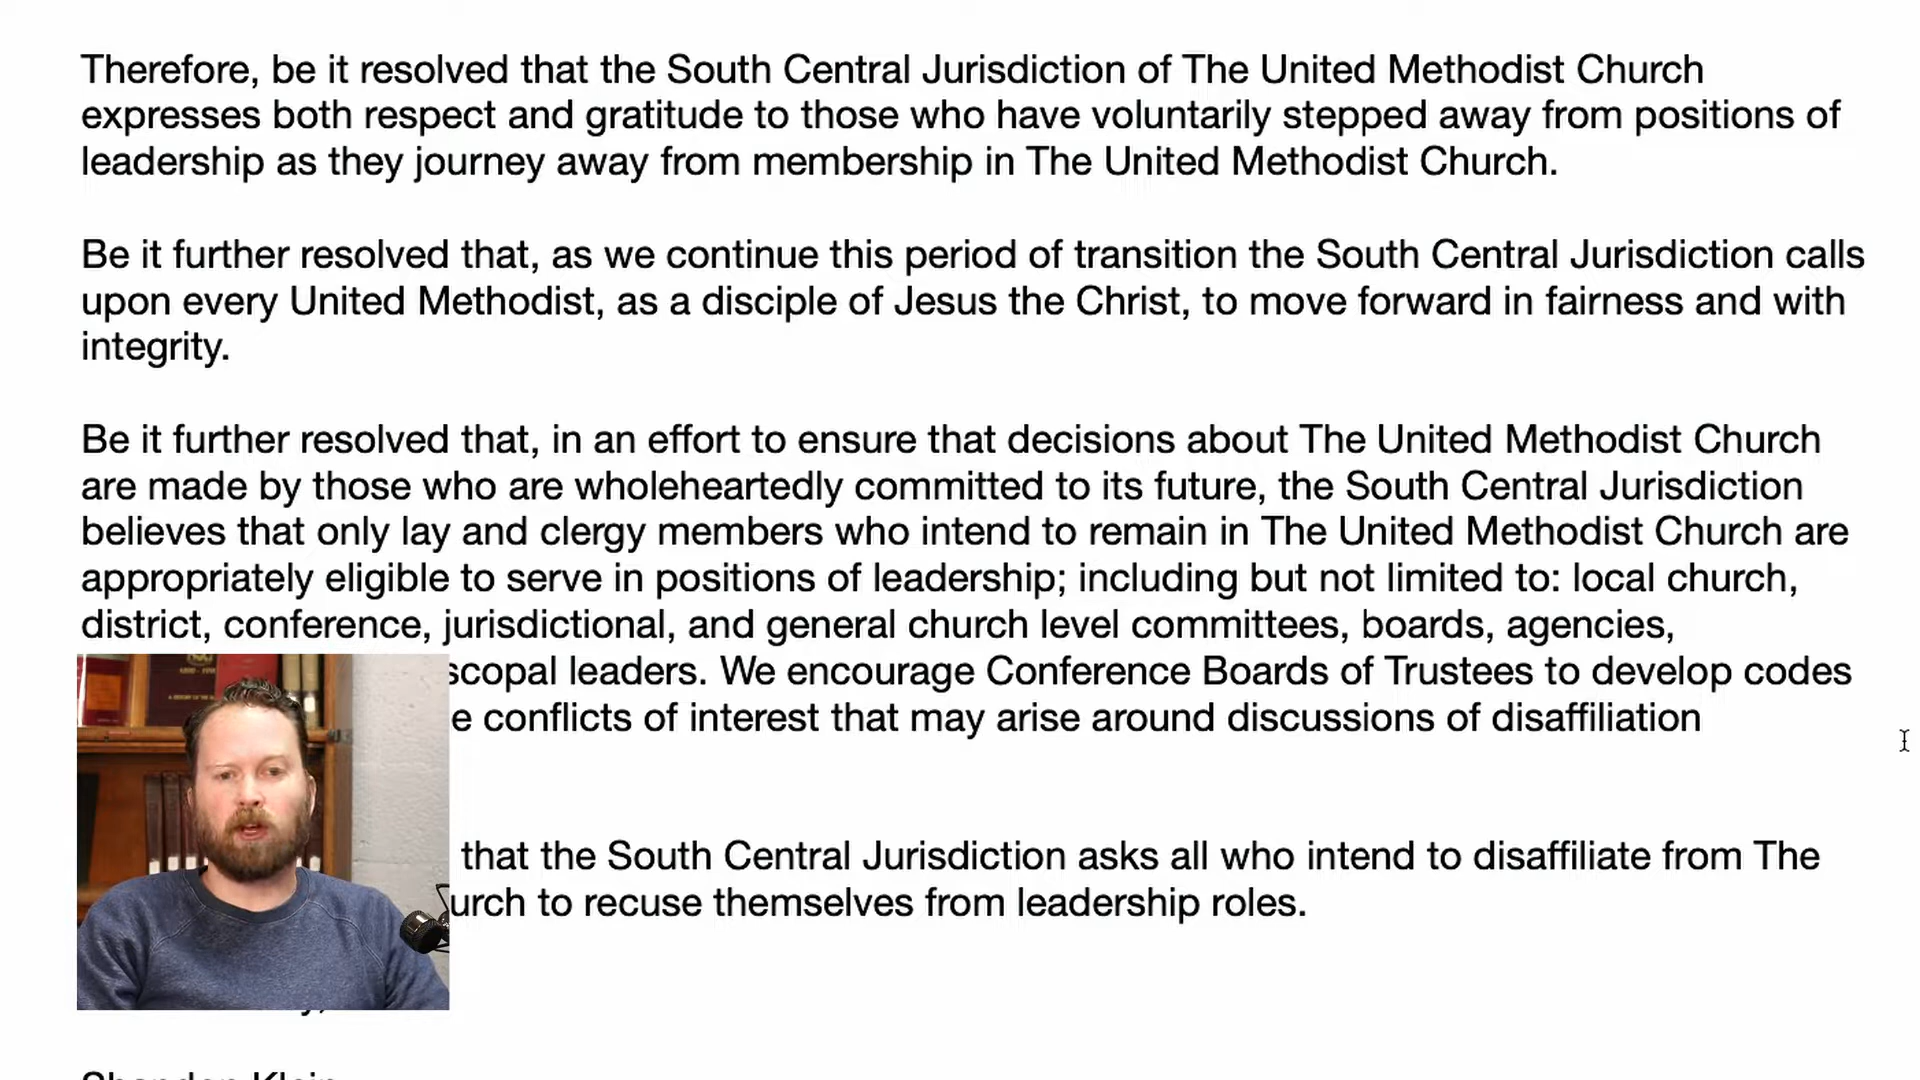 Therefore, be it resolved that the South Central Jurisdiction of The United Methodist Church
expresses both respect and gratitude to those who have voluntarily stepped away from positions of
leadership as they journey away from membership in The United Methodist Church.
Be it further resolved that, as we continue this period of transition the South Central Jurisdiction calls
upon every United Methodist, as a disciple of Jesus the Christ, to move forward in fairness and with
integrity.
Be it further resolved that, in an effort to ensure that decisions about The United Methodist Church
are made by those who are wholeheartedly committed to its future, the South Central Jurisdiction
believes that only lay and clergy members who intend to remain in The United Methodist Church are
appropriately eligible to serve in positions of leadership; including but not limited to: local church,
district, conference, jurisdictional, and general church level committees, boards, agencies,
scopal leaders. We encourage Conference Boards of Trustees to develop codes
e conflicts of interest that may arise around discussions of disaffiliation
that the South Central Jurisdiction asks all who intend to disaffiliate from The
urch to recuse themselves from leadership roles.